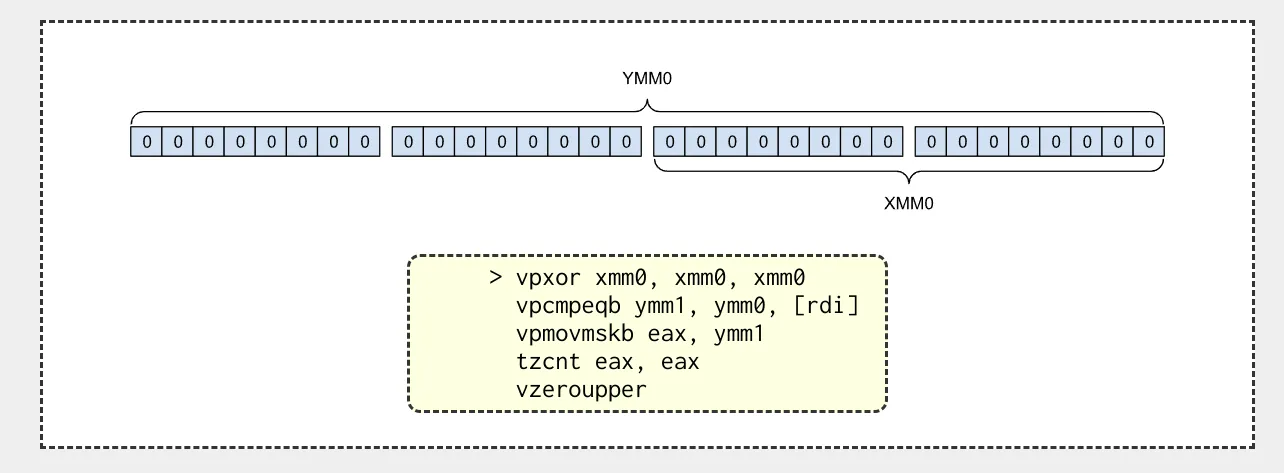 YMM0
0 0 0 0 0 0 0 0 0 0 0 0 0 0 0 0 0 0 0 0 0 0 0 0 0 0 0 0 0 0 0 0
XMM0
> vpxor xmm0, xmm0, xmm0
vpcmpeqb ymm1, ymm0, [rdi]
vpmovmskb eax, ymm1
tzcnt eax, eax
vzeroupper